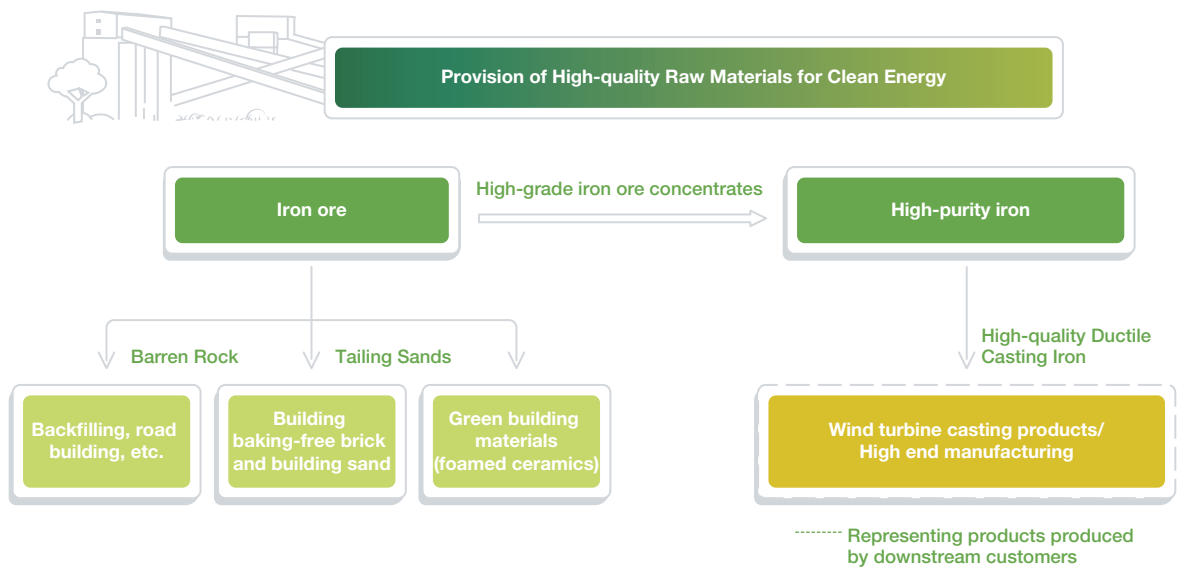 Provision of High-quality Raw Materials for Clean Energy
Iron ore
High-grade iron ore concentrates
High-purity iron
Barren Rock
Tailing Sands
High-quality Ductile
Casting Iron
Backfilling, road
building, etc.
Building
baking-free brick
and building sand
Green building
materials
(foamed ceramics)
Wind turbine casting products/
High end manufacturing
Representing products produced
by downstream customers